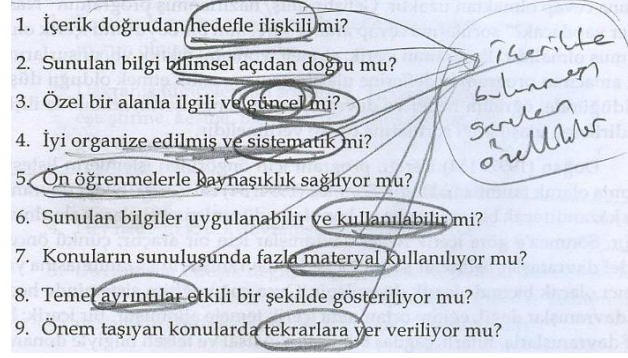 1. İçerik doğrudan hedefle ilişkili mi?
2. Sunulan bilgi bilimsel açıdan doğru mu?
3. Özel bir alanla ilgili ve güncel mi?
4. İyi organize edilmiş ve sistematik mi?
5. Ön öğrenmelerle kaynaşıklık sağlıyor mu?
6. Sunulan bilgiler uygulanabilir ve kullanılabilir mi?
7. Konuların sunuluşunda fazla materyal kullanılıyor mu?
8. Temel ayrıntılar etkili bir şekilde gösteriliyor mu?
9. Önem taşıyan konularda tekrarlara yer veriliyor mu?
içerikte
özellikler